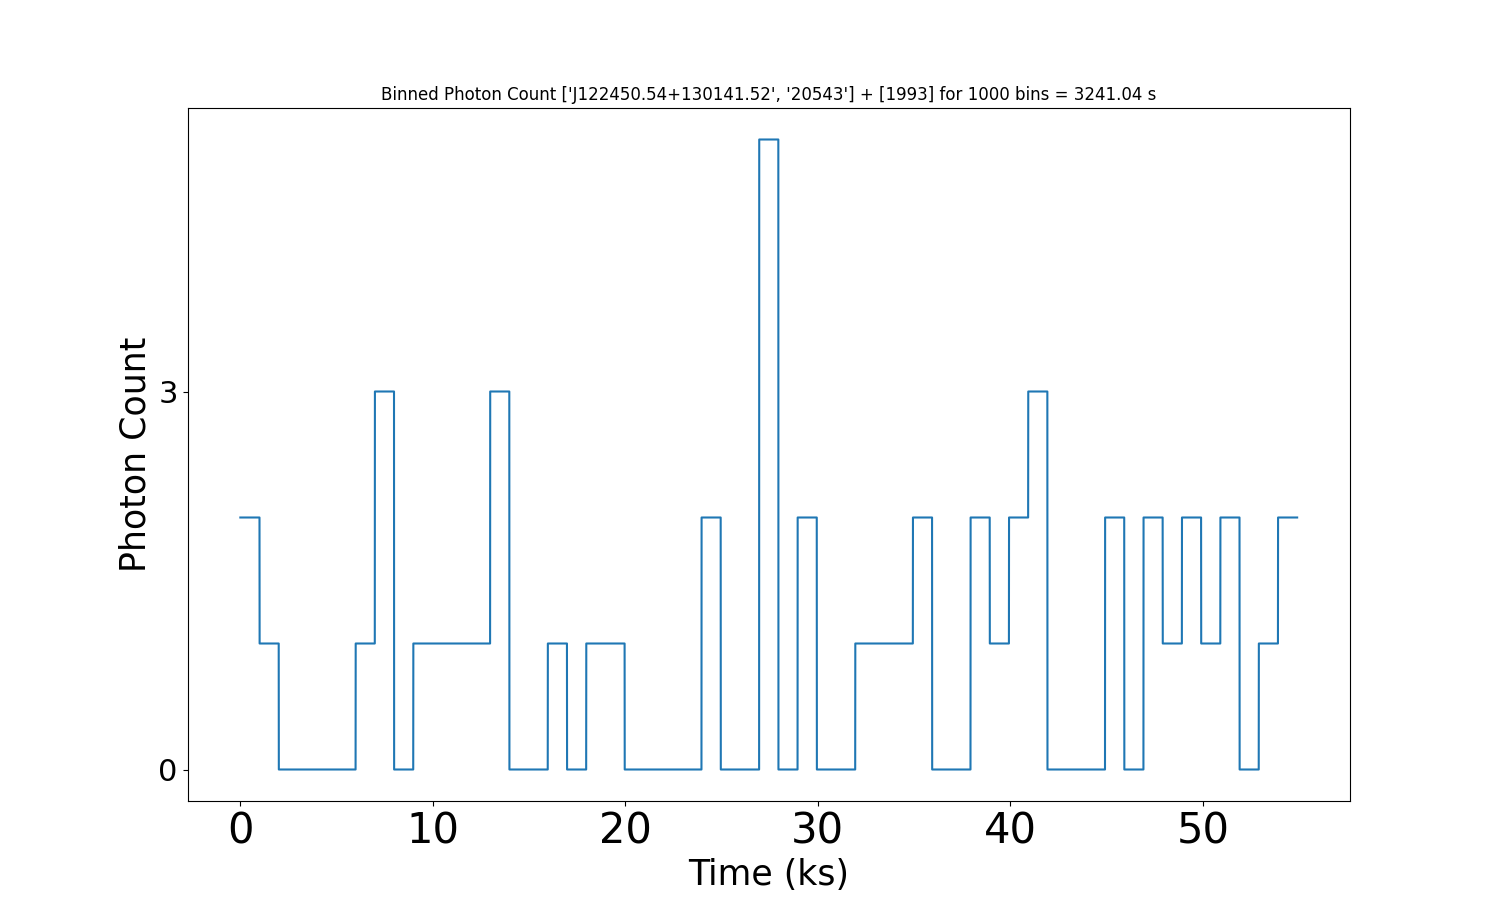 Binned Photon Count ['J122450.54+130141.52', '20543'] + [1993] for 1000 bins = 3241.04 s
Photon Count
3
0
0 10 20 30 40 50
Time (ks)